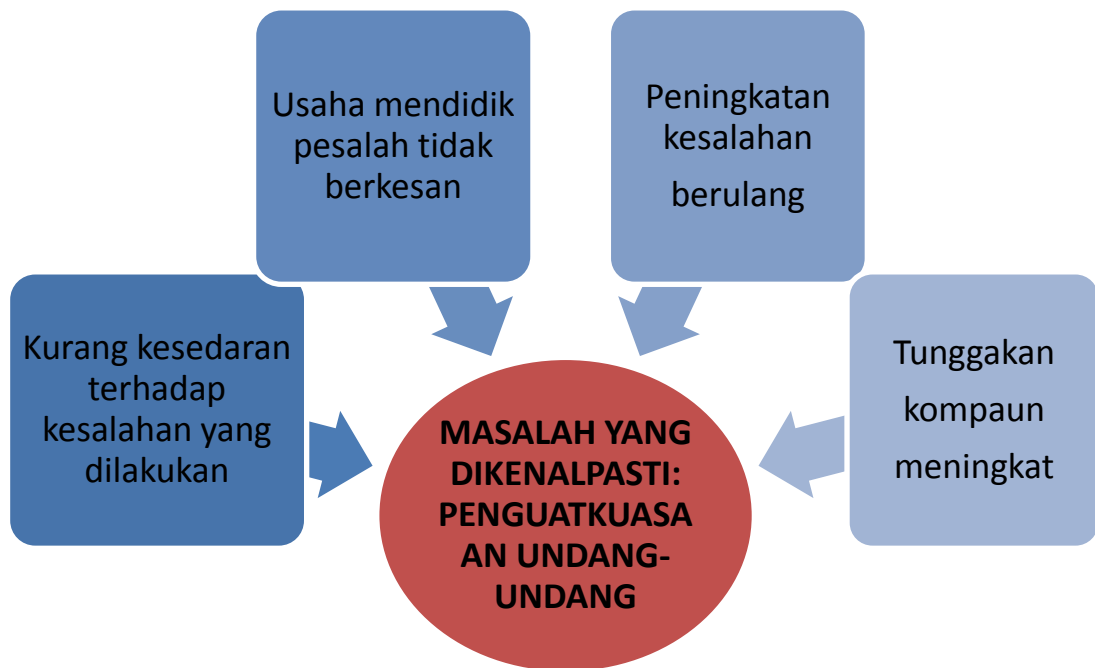 Usaha mendidik
pesalah tidak
berkesan
Peningkatan
kesalahan
berulang
Kurang kesedaran
terhadap
kesalahan yang
dilakukan
Tunggakan
kompaun
meningkat
MASALAH YANG
DIKENALPASTI:
PENGUATKUASA
AN UNDANG-
UNDANG